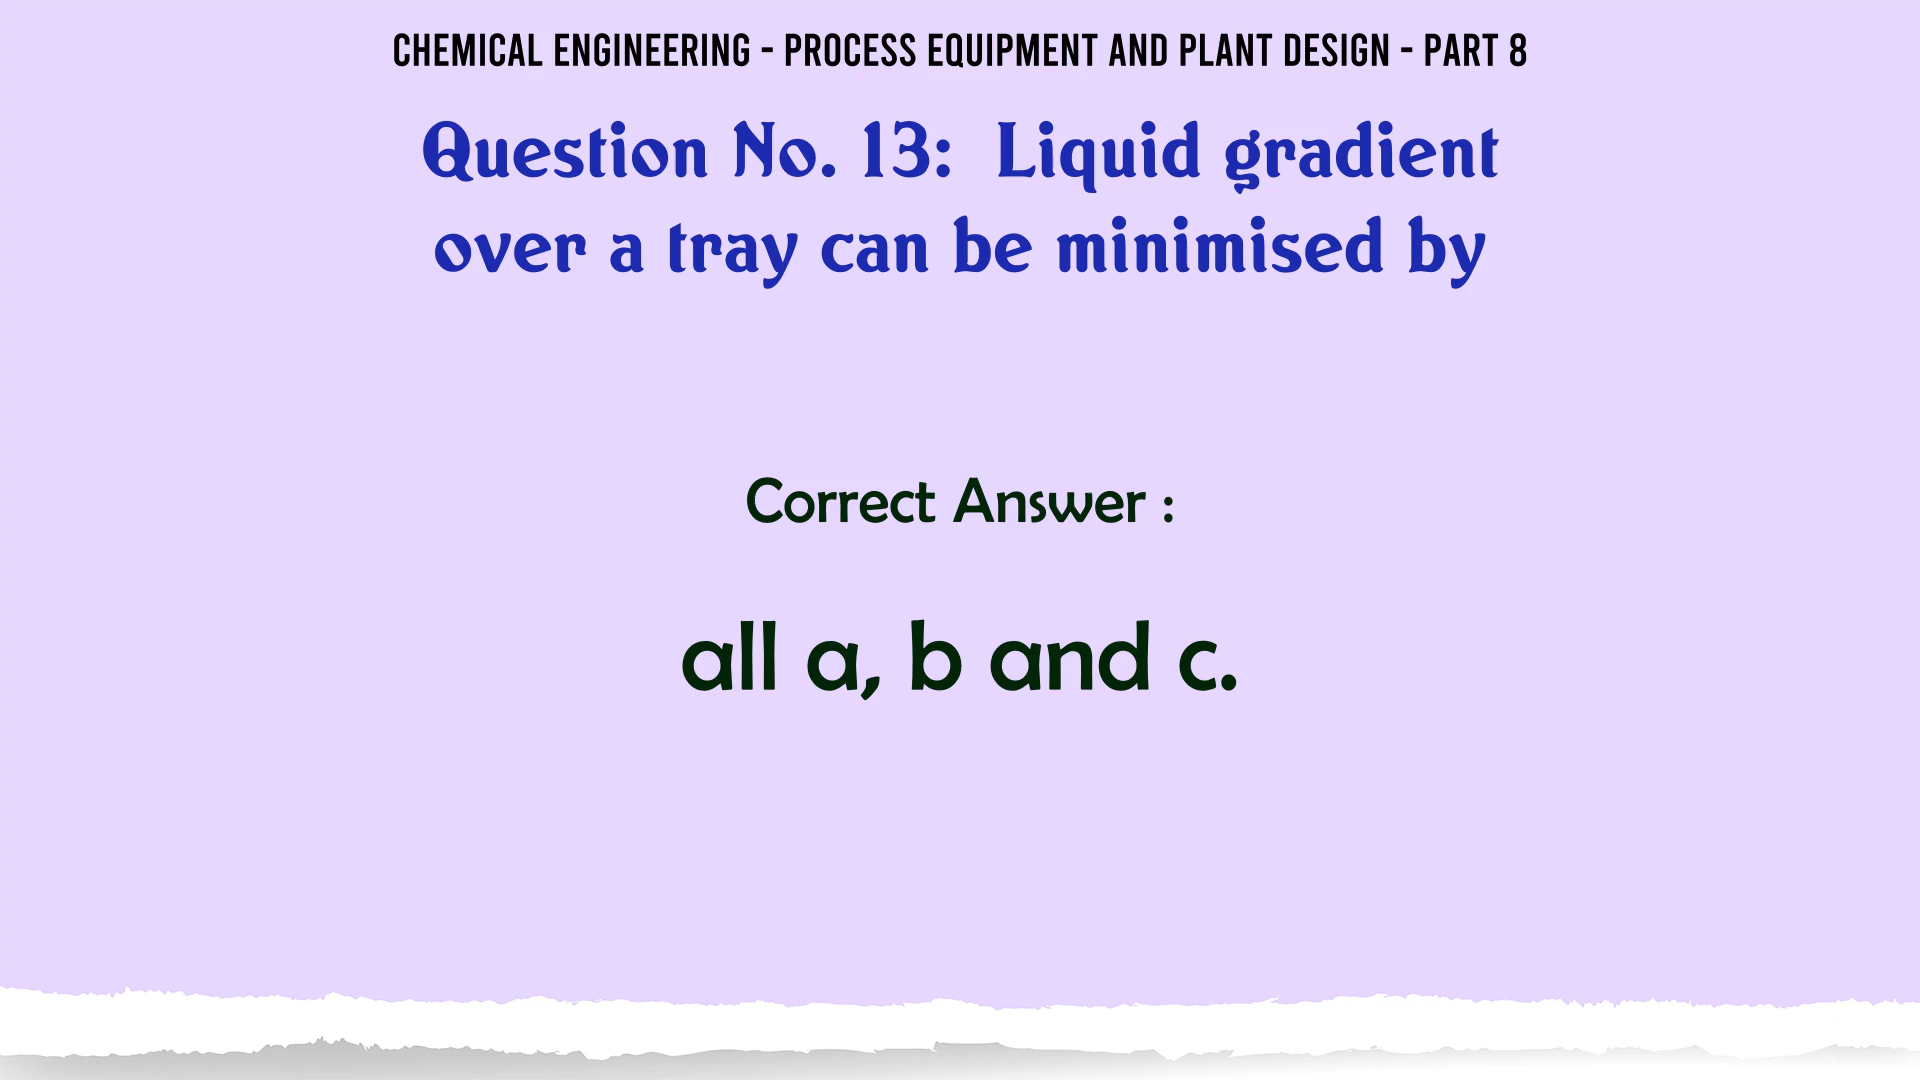 CHEMICAL ENGINEERING - PROCESS EQUIPMENT AND PLANT DESIGN - PART 8
Question No. 13: Liquid gradient
over a tray can be minimised by
Correct Answer :
all a, b and c.